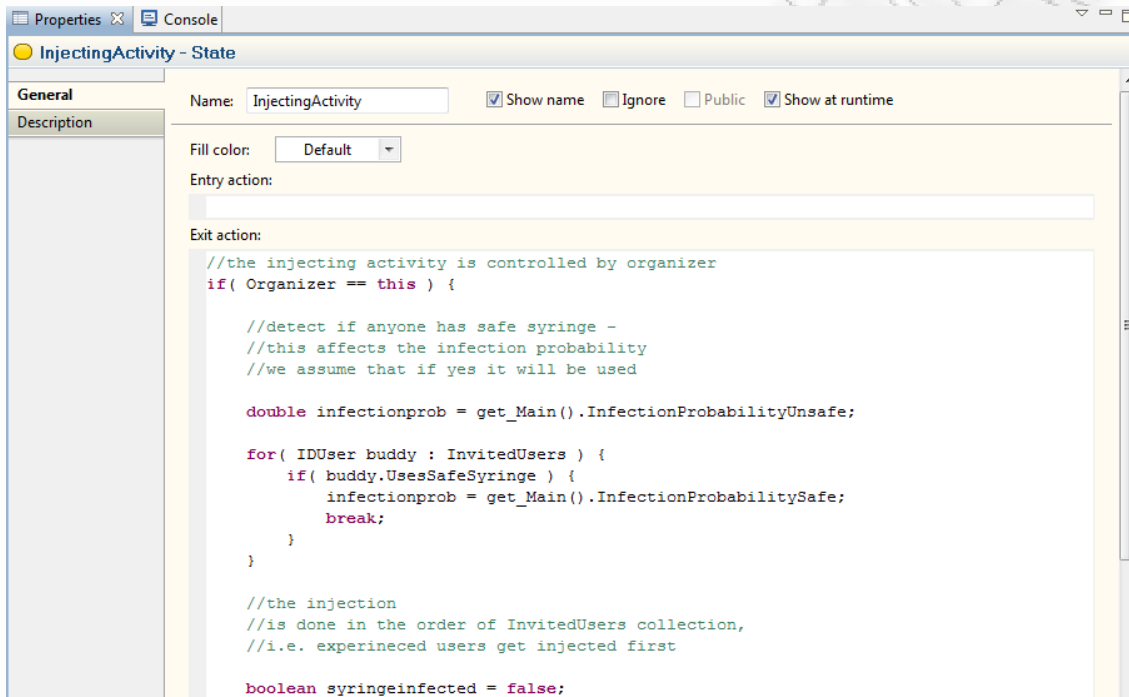 Properties Console
InjectingActivity - State
General
Description
Name: InjectingActivity Show name Ignore Public Show at runtime
Fill color: Default
Entry action:
Exit action:
//the injecting activity is controlled by organizer
if( Organizer == this ) {
//detect if anyone has safe syringe -
//this affects the infection probability
//we assume that if yes it will be used
double infectionprob = get_Main().InfectionProbabilityUnsafe;
for( IDUser buddy : InvitedUsers ) {
if( buddy.UsesSafeSyringe ) {
infectionprob = get_Main().InfectionProbabilitySafe;
break;
}
}
//the injection
//is done in the order of InvitedUsers collection,
//i.e. experineced users get injected first
boolean syringeinfected = false;